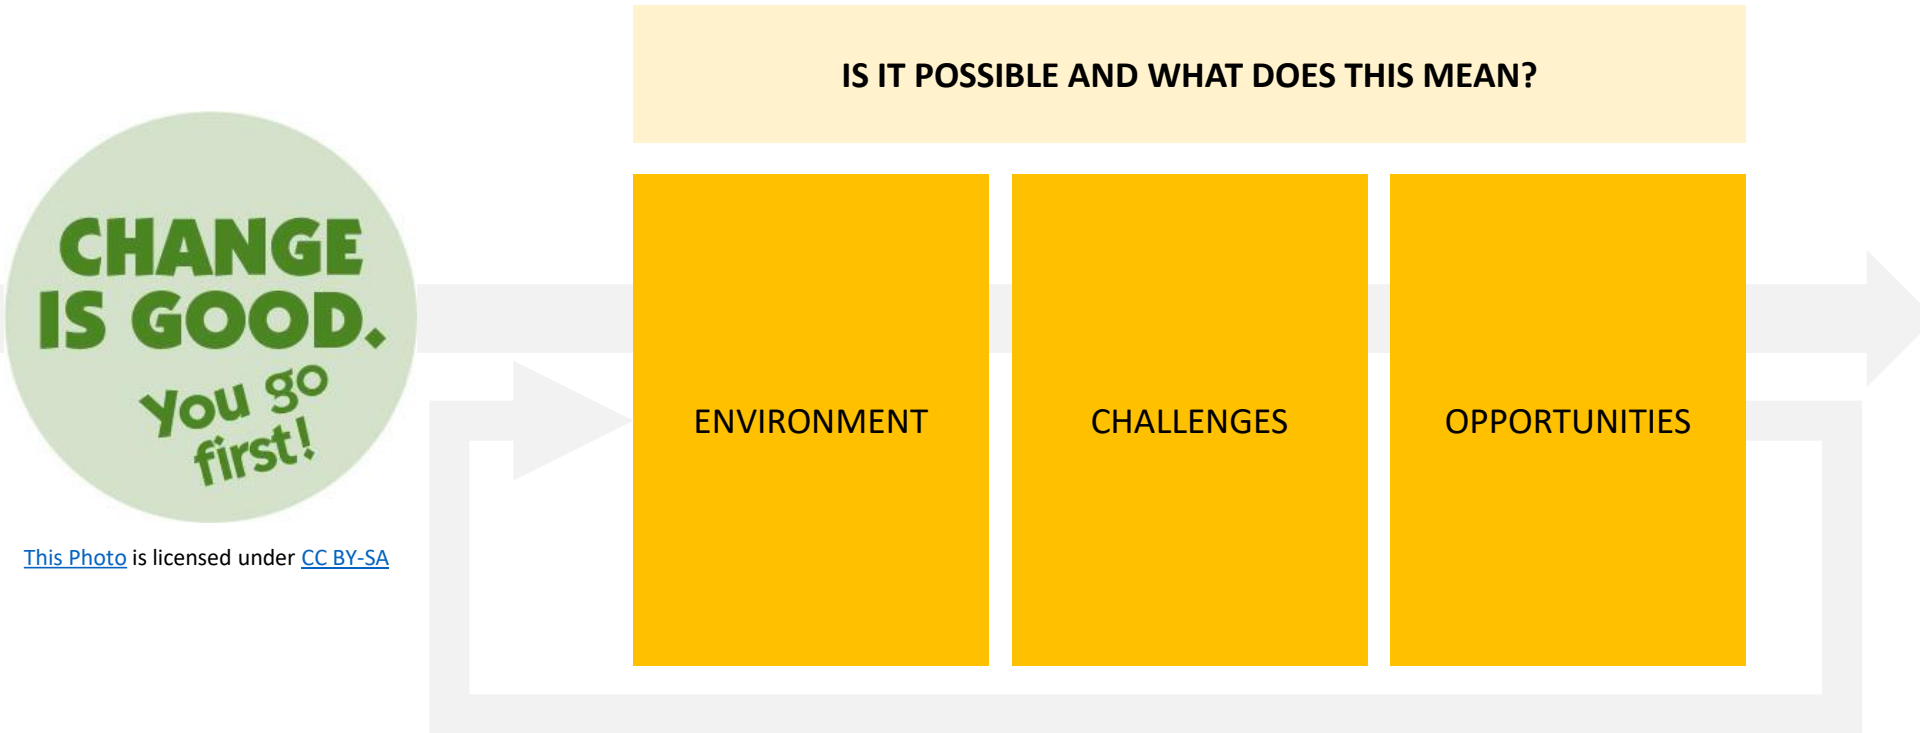 IS IT POSSIBLE AND WHAT DOES THIS MEAN?
CHANGE
IS GOOD.
You go
first!
This Photo is licensed under CC BY-SA
ENVIRONMENT
CHALLENGES
OPPORTUNITIES